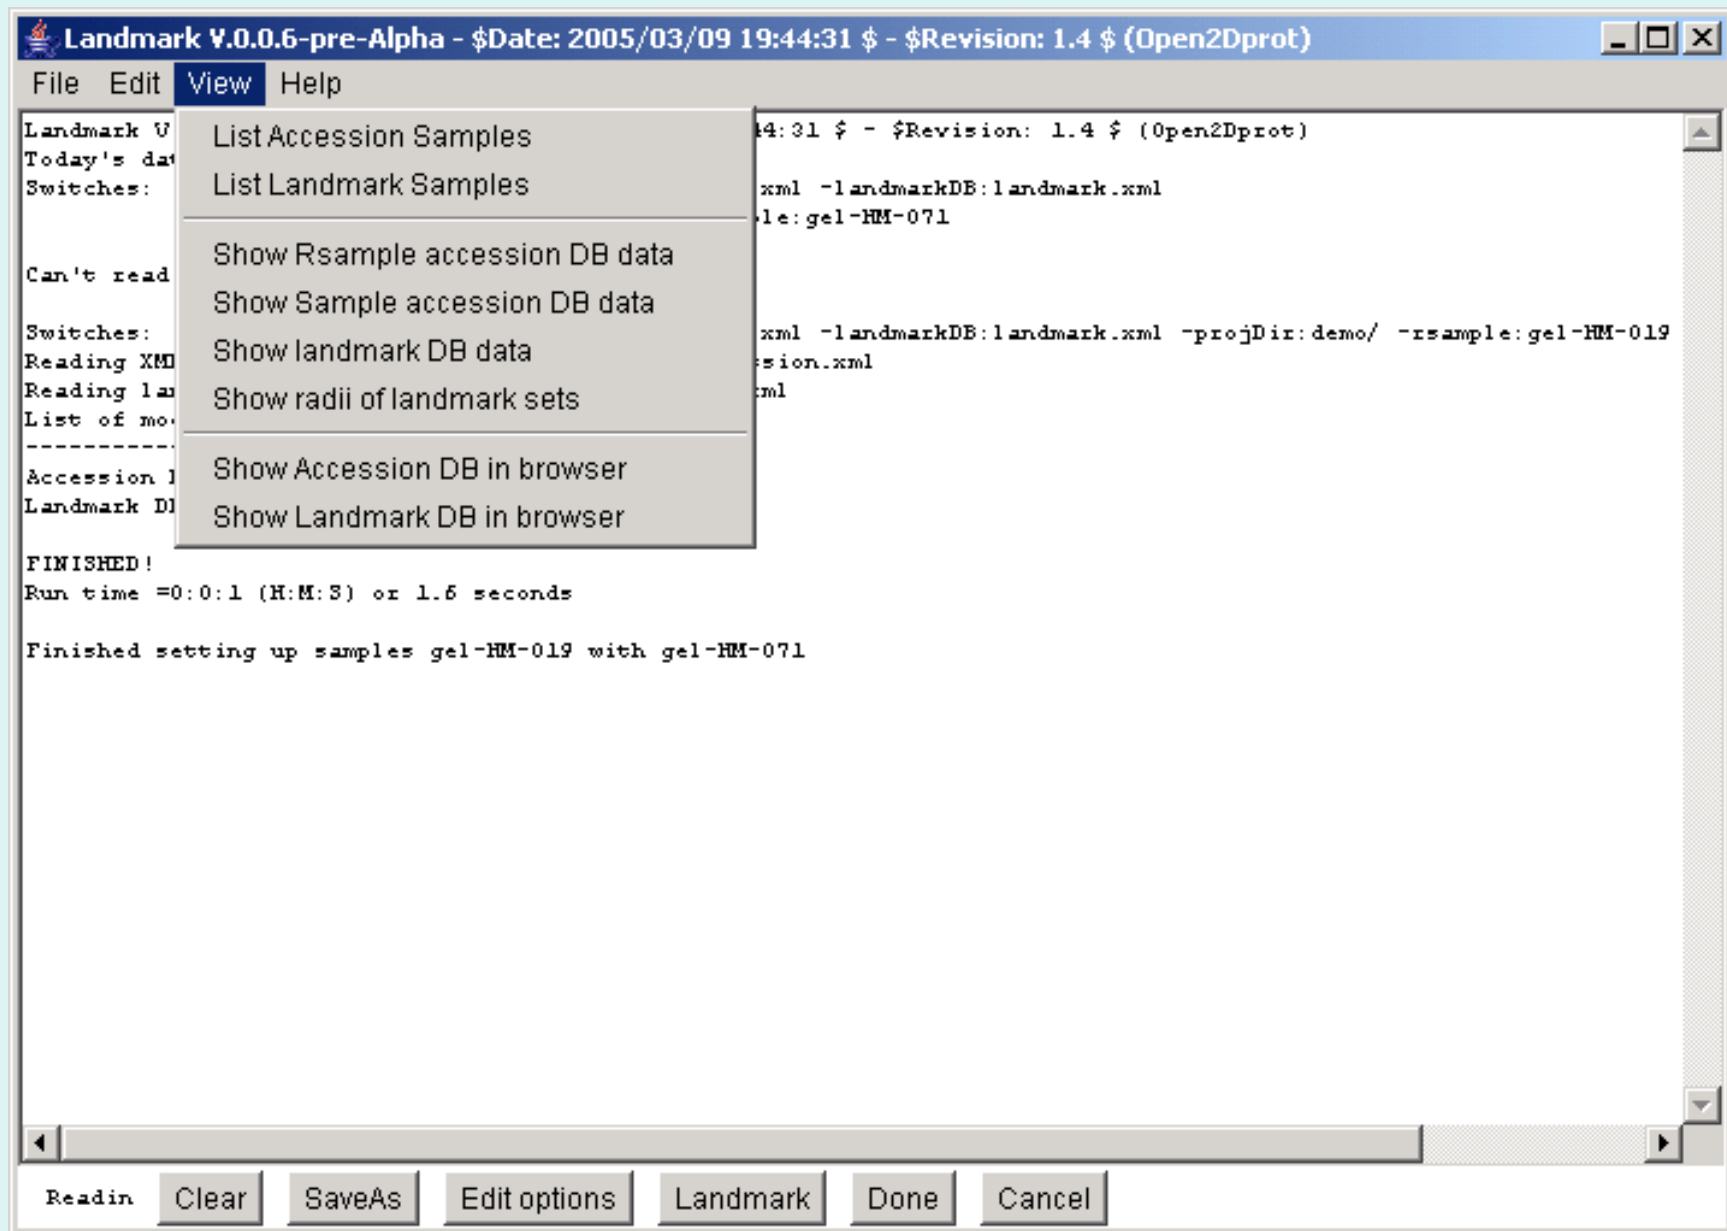 Landmark V.0.0.6-pre-Alpha - $Date: 2005/03/09 19:44:31 $ - $Revision: 1.4 $ (Open2Dprot)
File Edit View Help
Landmark V 44:31 $ - $Revision: 1.4 $ (Open2Dprot)
Today's dat
Switches: xml -landmarkDB:landmark.xml
le:gel-HM-071
Can't read
Switches: xml -landmarkDB:landmark.xml -projDir:demo/ -rsample:gel-HM-019
Reading XML ssion.xml
Reading lan xml
List of mo
-----------
Accession
Landmark D
List Accession Samples
List Landmark Samples
Show Rsample accession DB data
Show Sample accession DB data
Show landmark DB data
Show radii of landmark sets
Show Accession DB in browser
Show Landmark DB in browser
FINISHED!
Run time =0:0:1 (H:M:S) or 1.6 seconds
Finished setting up samples gel-HM-019 with gel-HM-071
Readin Clear SaveAs Edit options Landmark Done Cancel